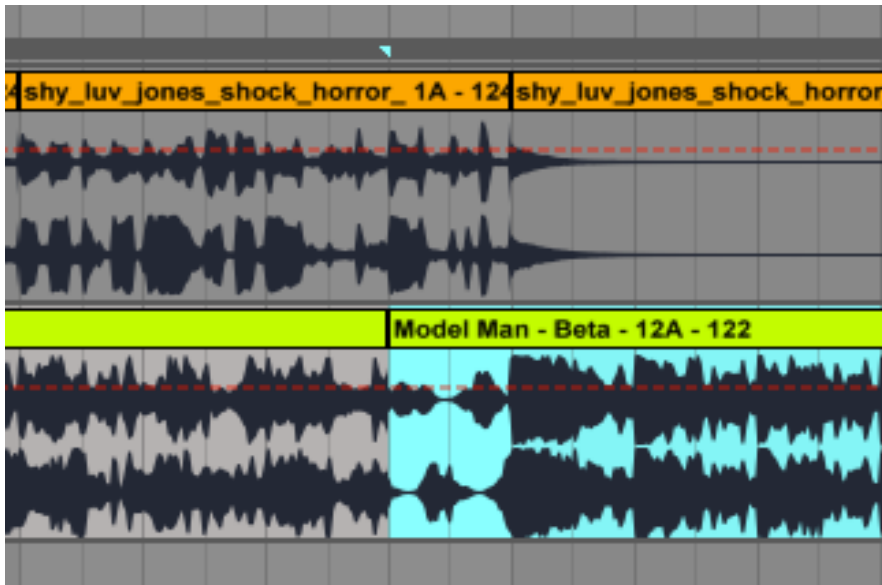 shy_luv_jones_shock_horror_ 1A - 124
shy_luv_jones_shock_horror
Model Man - Beta - 12A - 122